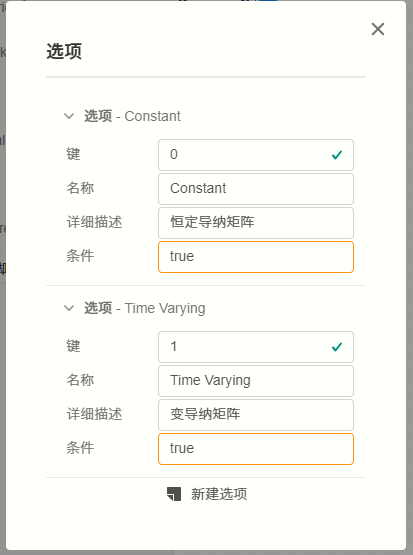 选项
选项 - Constant
键 0
名称 Constant
详细描述 恒定导纳矩阵
条件 true
选项 - Time Varying
键 1
名称 Time Varying
详细描述 变导纳矩阵
条件 true
新建选项